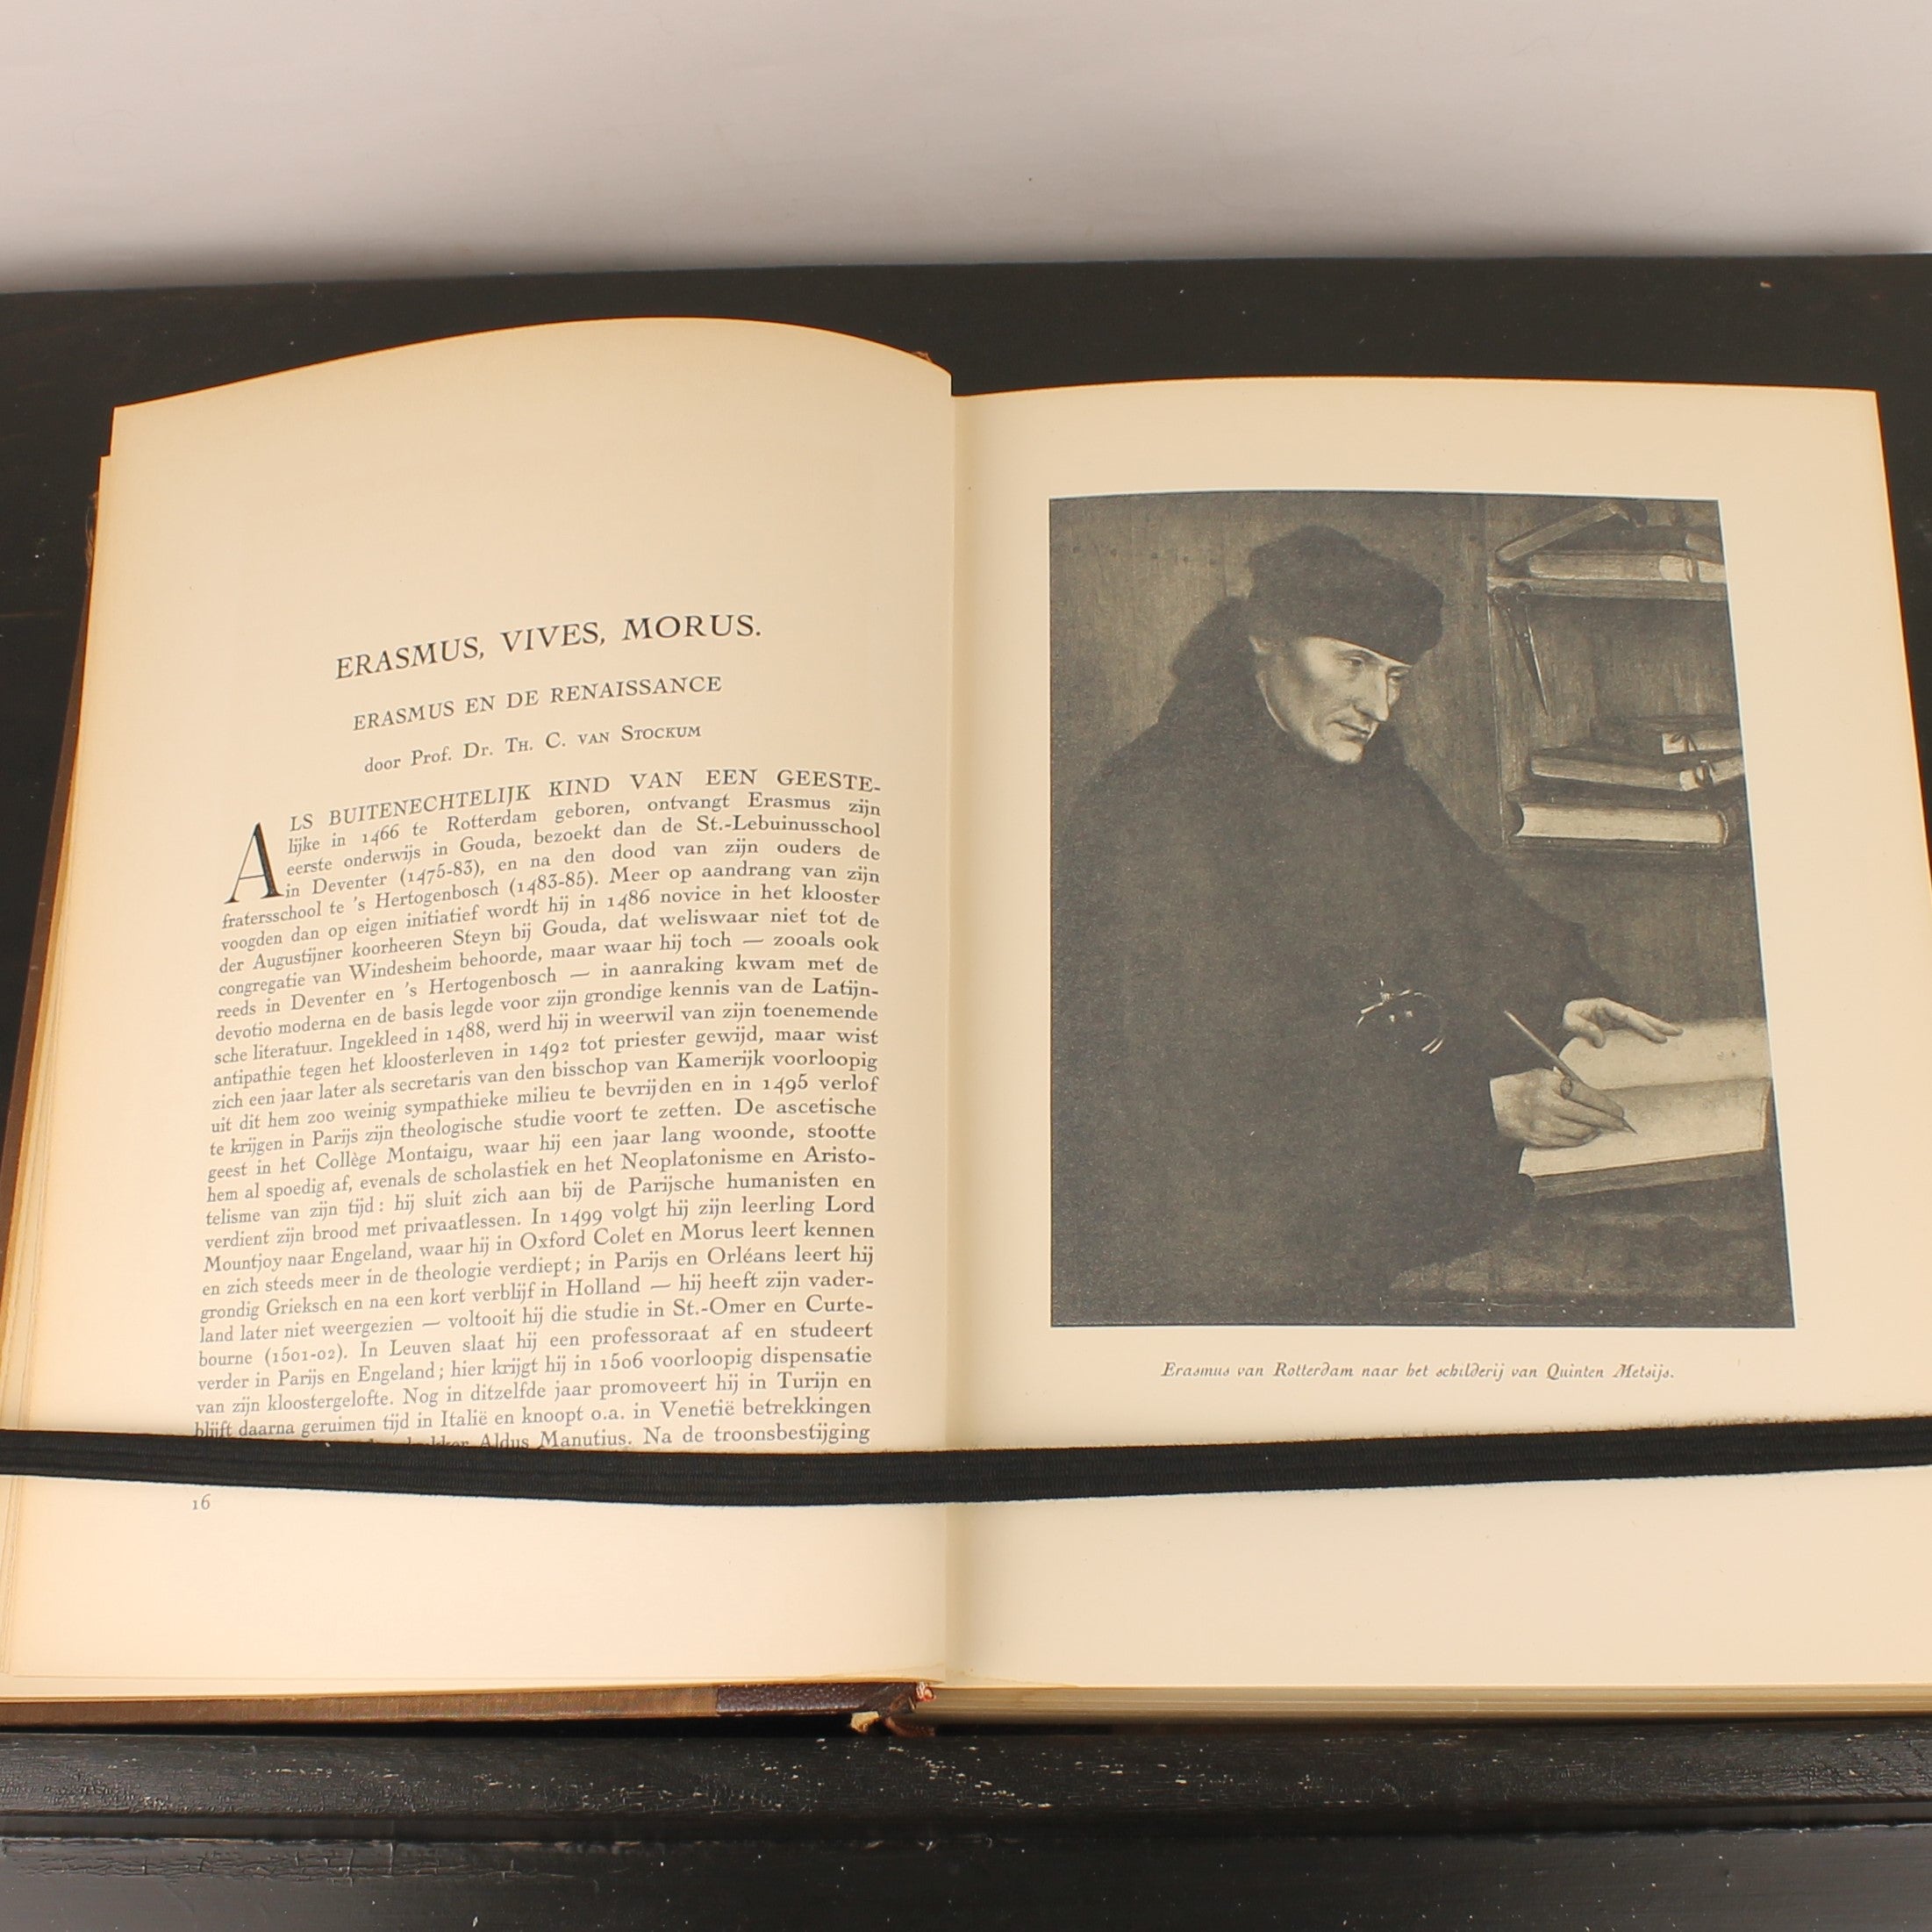 ERASMUS, VIVES, MORUS.
ERASMUS EN DE RENAISSANCE
door Prof. Dr. Th. C. van Stockum
ALS BUITENECHTELIJK KIND VAN EEN GEESTE-
lijke in 1466 te Rotterdam geboren, ontvangt Erasmus zijn
eerste onderwijs in Gouda, bezoekt dan de St.-Lebuinusschool
in Deventer (1475-83), en na den dood van zijn ouders de
fratersschool te 's Hertogenbosch (1483-85). Meer op aandrang van zijn
voogden dan op eigen initiatief wordt hij in 1486 novice in het klooster
der Augustijner koorheeren Steyn bij Gouda, dat weliswaar niet tot de
congregatie van Windesheim behoorde, maar waar hij toch — zooals ook
reeds in Deventer en 's Hertogenbosch — in aanraking kwam met de
devotio moderna en de basis legde voor zijn grondige kennis van de Latijn-
sche literatuur. Ingekleed in 1488, werd hij in weerwil van zijn toenemende
antipathie tegen het kloosterleven in 1492 tot priester gewijd, maar wist
zich een jaar later als secretaris van den bisschop van Kamerijk voorloopig
uit dit hem zoo weinig sympathieke milieu te bevrijden en in 1495 verlof
te krijgen in Parijs zijn theologische studie voort te zetten. De ascetische
geest in het Collège Montaigu, waar hij een jaar lang woonde, stootte
hem al spoedig af, evenals de scholastiek en het Neoplatonisme en Aristo-
telisme van zijn tijd: hij sluit zich aan bij de Parijsche humanisten en
verdient zijn brood met privaatlessen. In 1499 volgt hij zijn leerling Lord
Mountjoy naar Engeland, waar hij in Oxford Colet en Morus leert kennen
en zich steeds meer in de theologie verdiept; in Parijs en Orléans leert hij
grondig Grieksch en na een kort verblijf in Holland — hij heeft zijn vader-
land later niet weergezien — voltooit hij die studie in St.-Omer en Curte-
bourne (1501-02). In Leuven slaat hij een professoraat af en studeert
verder in Parijs en Engeland; hier krijgt hij in 1506 voorloopig dispensatie
van zijn kloostergelofte. Nog in ditzelfde jaar promoveert hij in Turijn en
blijft daarna geruimen tijd in Italië en knoopt o.a. in Venetië betrekkingen
Aldus Manutius. Na de troonsbestijging
16
Erasmus van Rotterdam naar het schilderij van Quinten Metsijs.